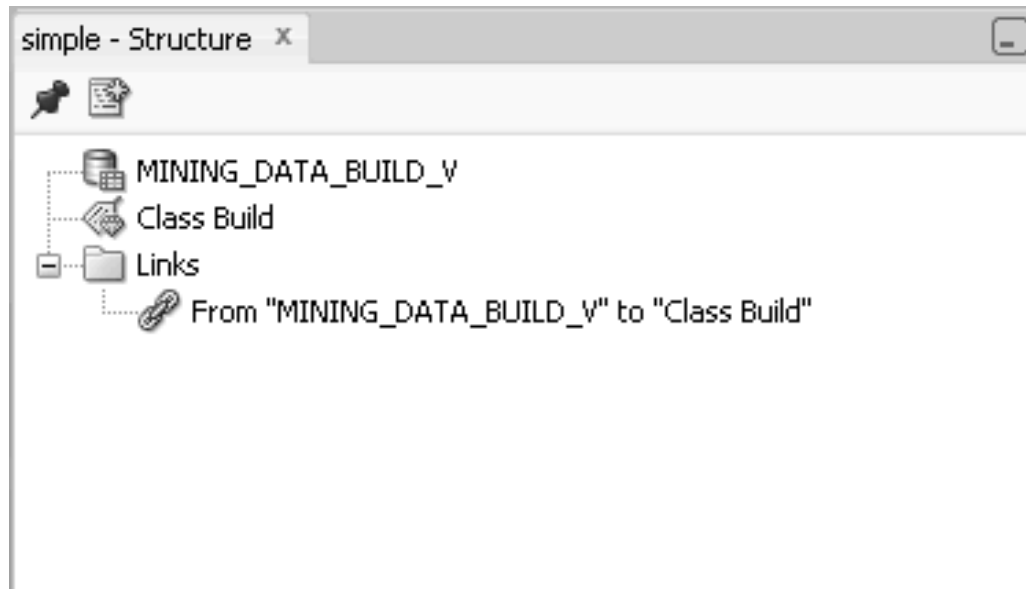 simple - Structure x
MINING_DATA_BUILD_V
Class Build
Links
From "MINING_DATA_BUILD_V" to "Class Build"